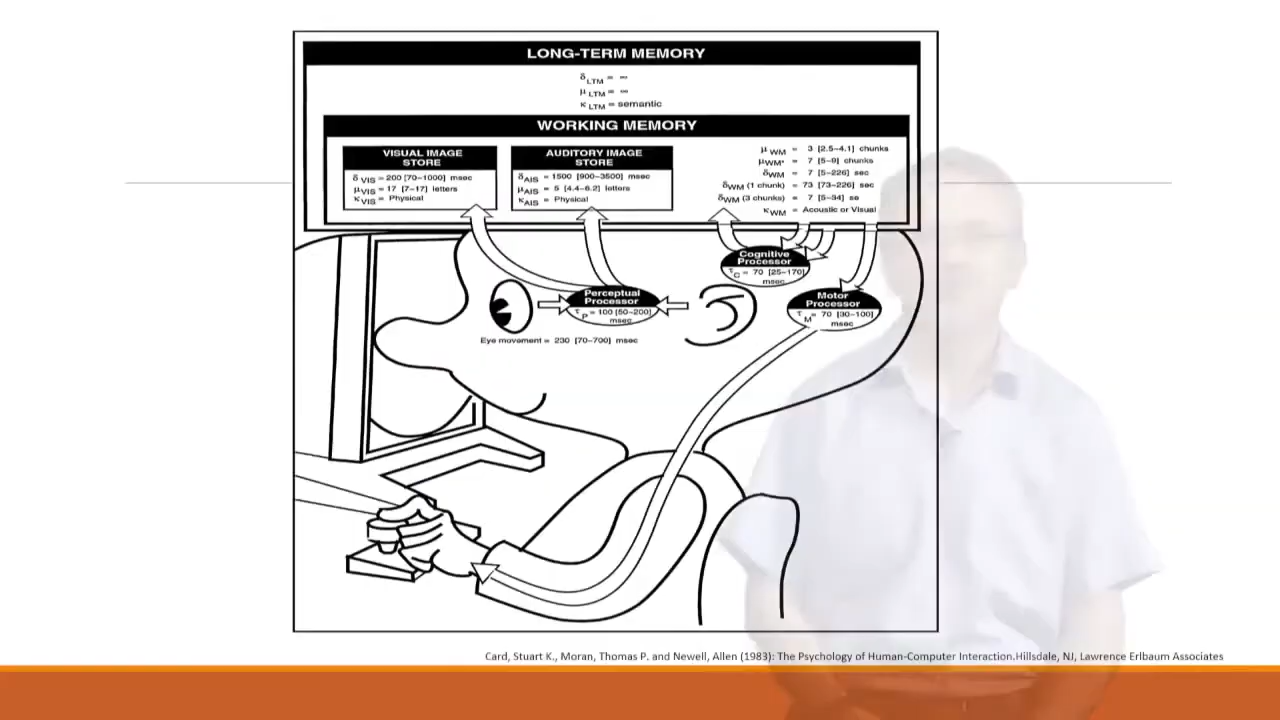 LONG-TERM MEMORY
δ LTM = ∞
μ LTM = ∞
κ LTM = semantic
WORKING MEMORY
VISUAL IMAGE
STORE
δ VIS = 200 [70–1000] msec
μ VIS = 17 [7–17] letters
κ VIS = Physical
AUDITORY IMAGE
STORE
δ AIS = 1500 [900–3500] msec
μ AIS = 5 [4.4–6.2] letters
κ AIS = Physical
μ WM = 3 [2.5–4.1] chunks
μ WM* = 7 [5–9] chunks
δ WM = 7 [5–226] sec
δ WM (1 chunk) = 73 [73–226] sec
δ WM (3 chunks) = 7 [5–34] se
κ WM = Acoustic or Visual
Cognitive
Processor
τ C = 70 [25–170]
msec
Perceptual
Processor
τ P = 100 [50–200]
msec
Motor
Processor
τ M = 70 [30–100]
msec
Eye movement = 230 [70–700] msec
Card, Stuart K., Moran, Thomas P. and Newell, Allen (1983): The Psychology of Human-Computer Interaction.Hillsdale, NJ, Lawrence Erlbaum Associates